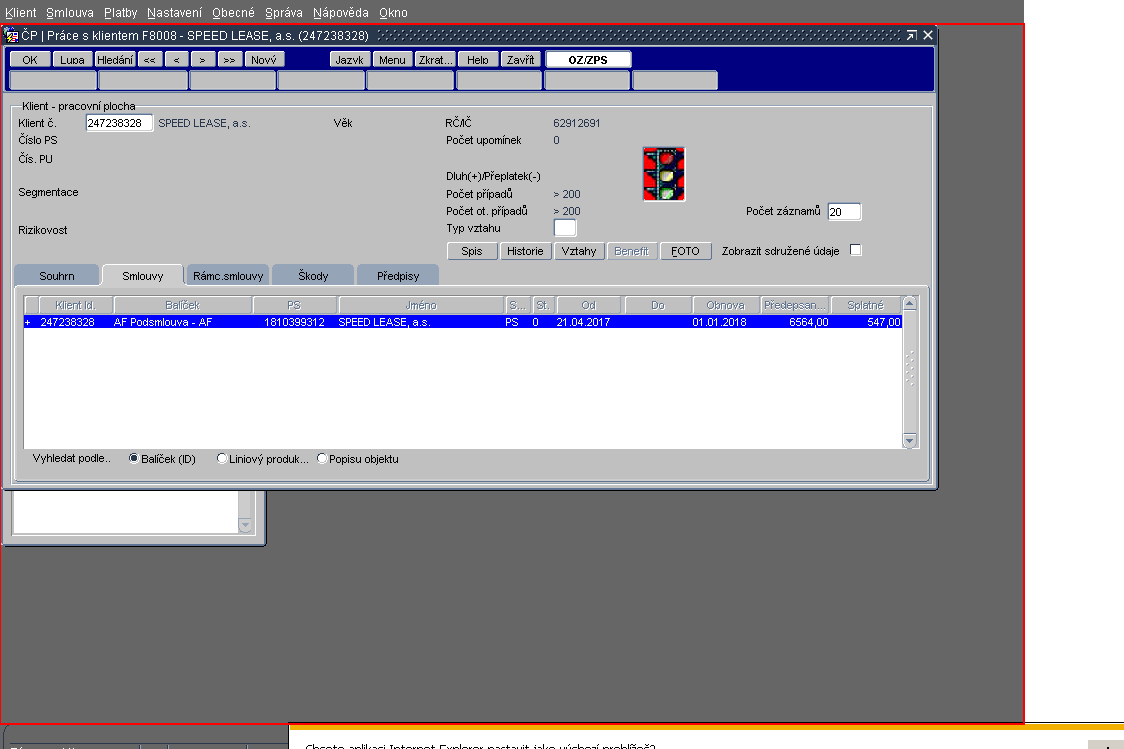 Klient Smlouva Platby Nastavení Obecné Správa Nápověda Okno
ČP | Práce s klientem F8008 - SPEED LEASE, a.s. (247238328)
OK Lupa Hledání << < > >> Nový Jazyk Menu Zkrat... Help Zavřít OZ/ZPS
Klient - pracovní plocha
Klient č. 247238328 SPEED LEASE, a.s. Věk RČ/IČ 62912691
Číslo PS Počet upomínek 0
Čís. PU
Dluh(+)/Přeplatek(-)
Segmentace Počet případů > 200
Počet ot. případů > 200 Počet záznamů 20
Rizikovost Typ vztahu
Spis Historie Vztahy Benefit FOTO Zobrazit sdružené údaje
Souhrn Smlouvy Rámc.smlouvy Škody Předpisy
Klient Id. Balíček PS Jméno S... St. Od Do Obnova Předepsan... Splatné
+ 247238328 AF Podsmlouva - AF 1810399312 SPEED LEASE, a.s. PS 0 21.04.2017 01.01.2018 6564,00 547,00
Vyhledat podle.. Balíček (ID) Liniový produk... Popisu objektu
Chcete aplikaci Internet Explorer nastavit jako výchozí prohlížeč?